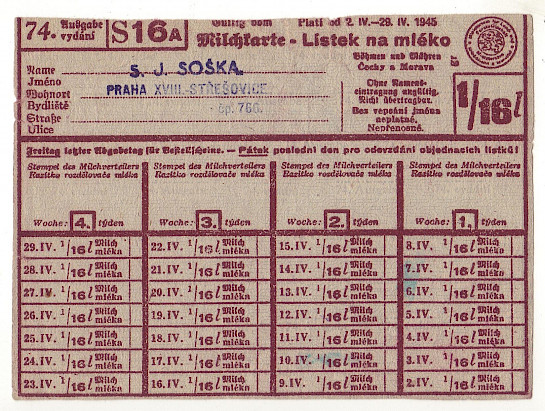 74. Ausgabe vydání
S16A
Gültig vom Platí od 2. IV.–29. IV. 1945
Milchkarte - Lístek na mléko
Böhmen und Mähren
Čechy a Morava
Name
Jméno
Wohnort
Bydliště
Straße
Ulice
S. J. SOŠKA.
PRAHA XVIII.-STŘEŠOVICE
čp. 766.
Ohne Namens-
eintragung ungültig.
Nicht übertragbar.
Bez vepsání jména
neplatné.
Nepřenosné.
1/16 l
Freitag letzter Abgabetag für Bestellscheine. — Pátek poslední den pro odevzdání objednacích lístků!
Stempel des Milchverteilers Stempel des Milchverteilers Stempel des Milchverteilers Stempel des Milchverteilers
Razítko rozdělovače mléka Razítko rozdělovače mléka Razítko rozdělovače mléka Razítko rozdělovače mléka
Woche: 4. týden Woche: 3. týden Woche: 2. týden Woche: 1. týden
29. IV. 1/16 l Milch mléka 22. IV. 1/16 l Milch mléka 15. IV. 1/16 l Milch mléka 8. IV. 1/16 l Milch mléka
28. IV. 1/16 l Milch mléka 21. IV. 1/16 l Milch mléka 14. IV. 1/16 l Milch mléka 7. IV. 1/16 l Milch mléka
27. IV. 1/16 l Milch mléka 20. IV. 1/16 l Milch mléka 13. IV. 1/16 l Milch mléka 6. IV. 1/16 l Milch mléka
26. IV. 1/16 l Milch mléka 19. IV. 1/16 l Milch mléka 12. IV. 1/16 l Milch mléka 5. IV. 1/16 l Milch mléka
25. IV. 1/16 l Milch mléka 18. IV. 1/16 l Milch mléka 11. IV. 1/16 l Milch mléka 4. IV. 1/16 l Milch mléka
24. IV. 1/16 l Milch mléka 17. IV. 1/16 l Milch mléka 10. IV. 1/16 l Milch mléka 3. IV. 1/16 l Milch mléka
23. IV. 1/16 l Milch mléka 16. IV. 1/16 l Milch mléka 9. IV. 1/16 l Milch mléka 2. IV. 1/16 l Milch mléka